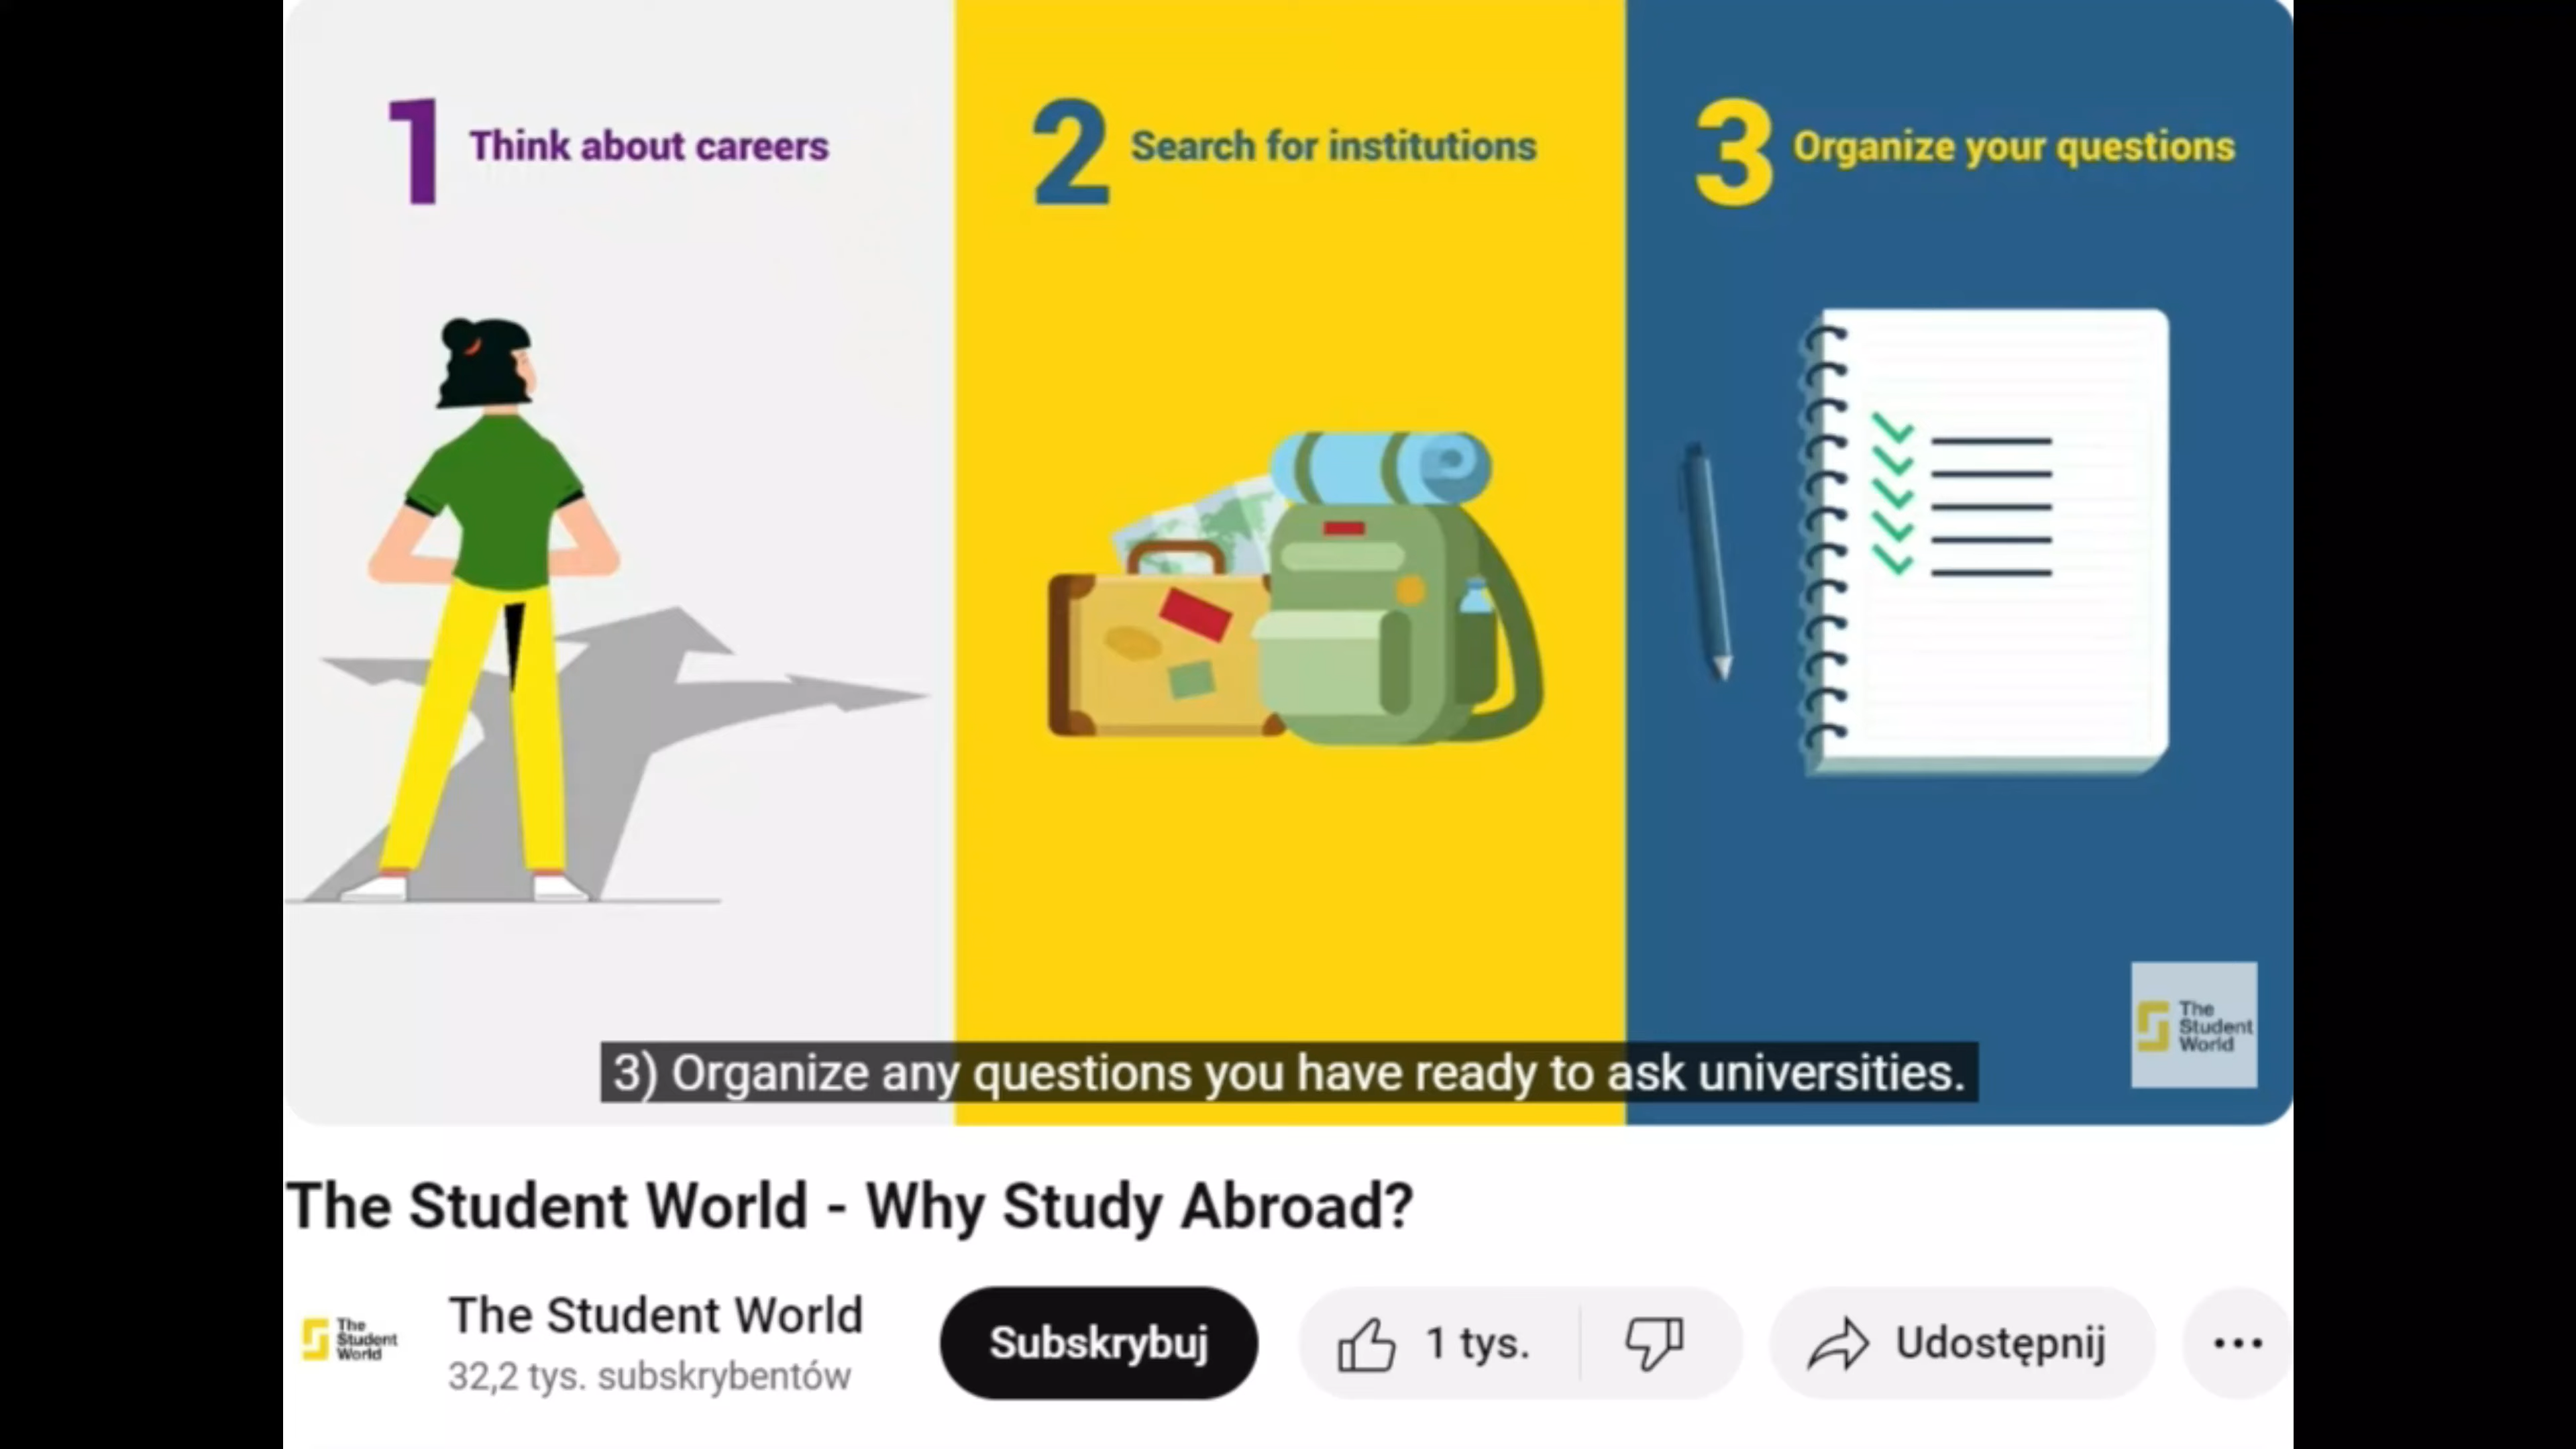 1 Think about careers
2 Search for institutions
3 Organize your questions
The
Student
World
3) Organize any questions you have ready to ask universities.
The Student World - Why Study Abroad?
The
Student
World
The Student World
32,2 tys. subskrybentów
Subskrybuj
1 tys.
Udostępnij